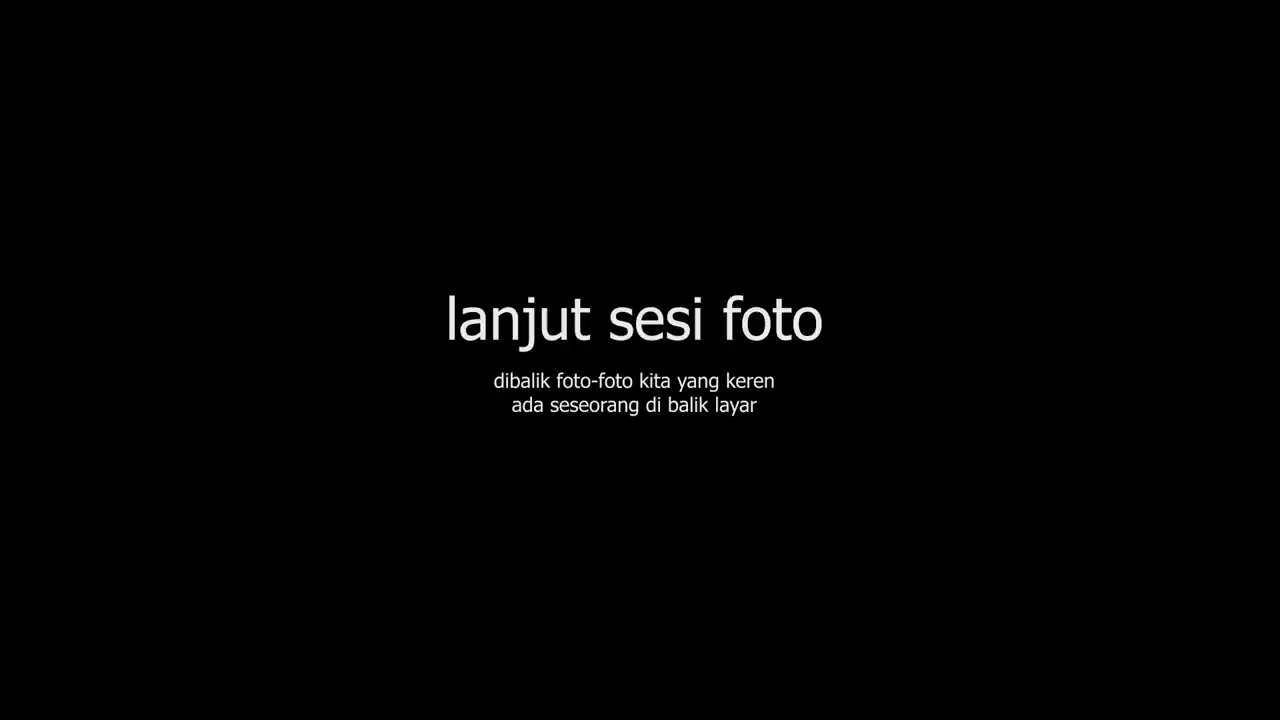 lanjut sesi foto
dibalik foto-foto kita yang keren
ada seseorang di balik layar